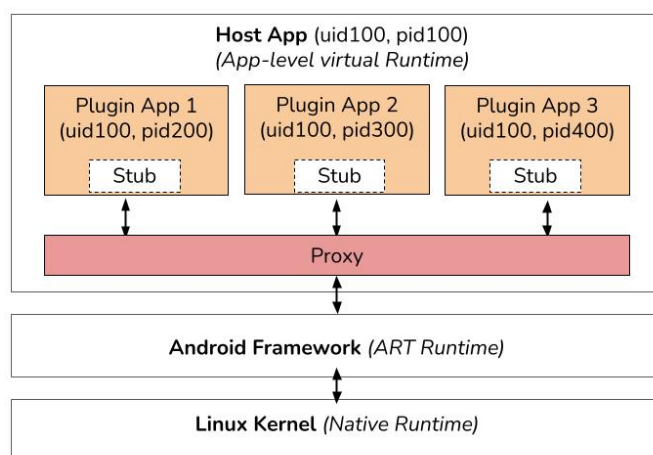 Host App (uid100, pid100)
(App-level virtual Runtime)
Plugin App 1
(uid100, pid200)
Stub
Plugin App 2
(uid100, pid300)
Stub
Plugin App 3
(uid100, pid400)
Stub
Proxy
Android Framework (ART Runtime)
Linux Kernel (Native Runtime)